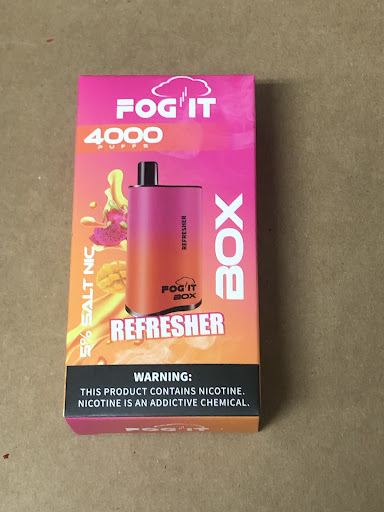 FOG IT
4000
PUFFS
REFRESHER
BOX
FOG IT
BOX
5% SALT NIC
REFRESHER
WARNING:
THIS PRODUCT CONTAINS NICOTINE.
NICOTINE IS AN ADDICTIVE CHEMICAL.
FOG IT